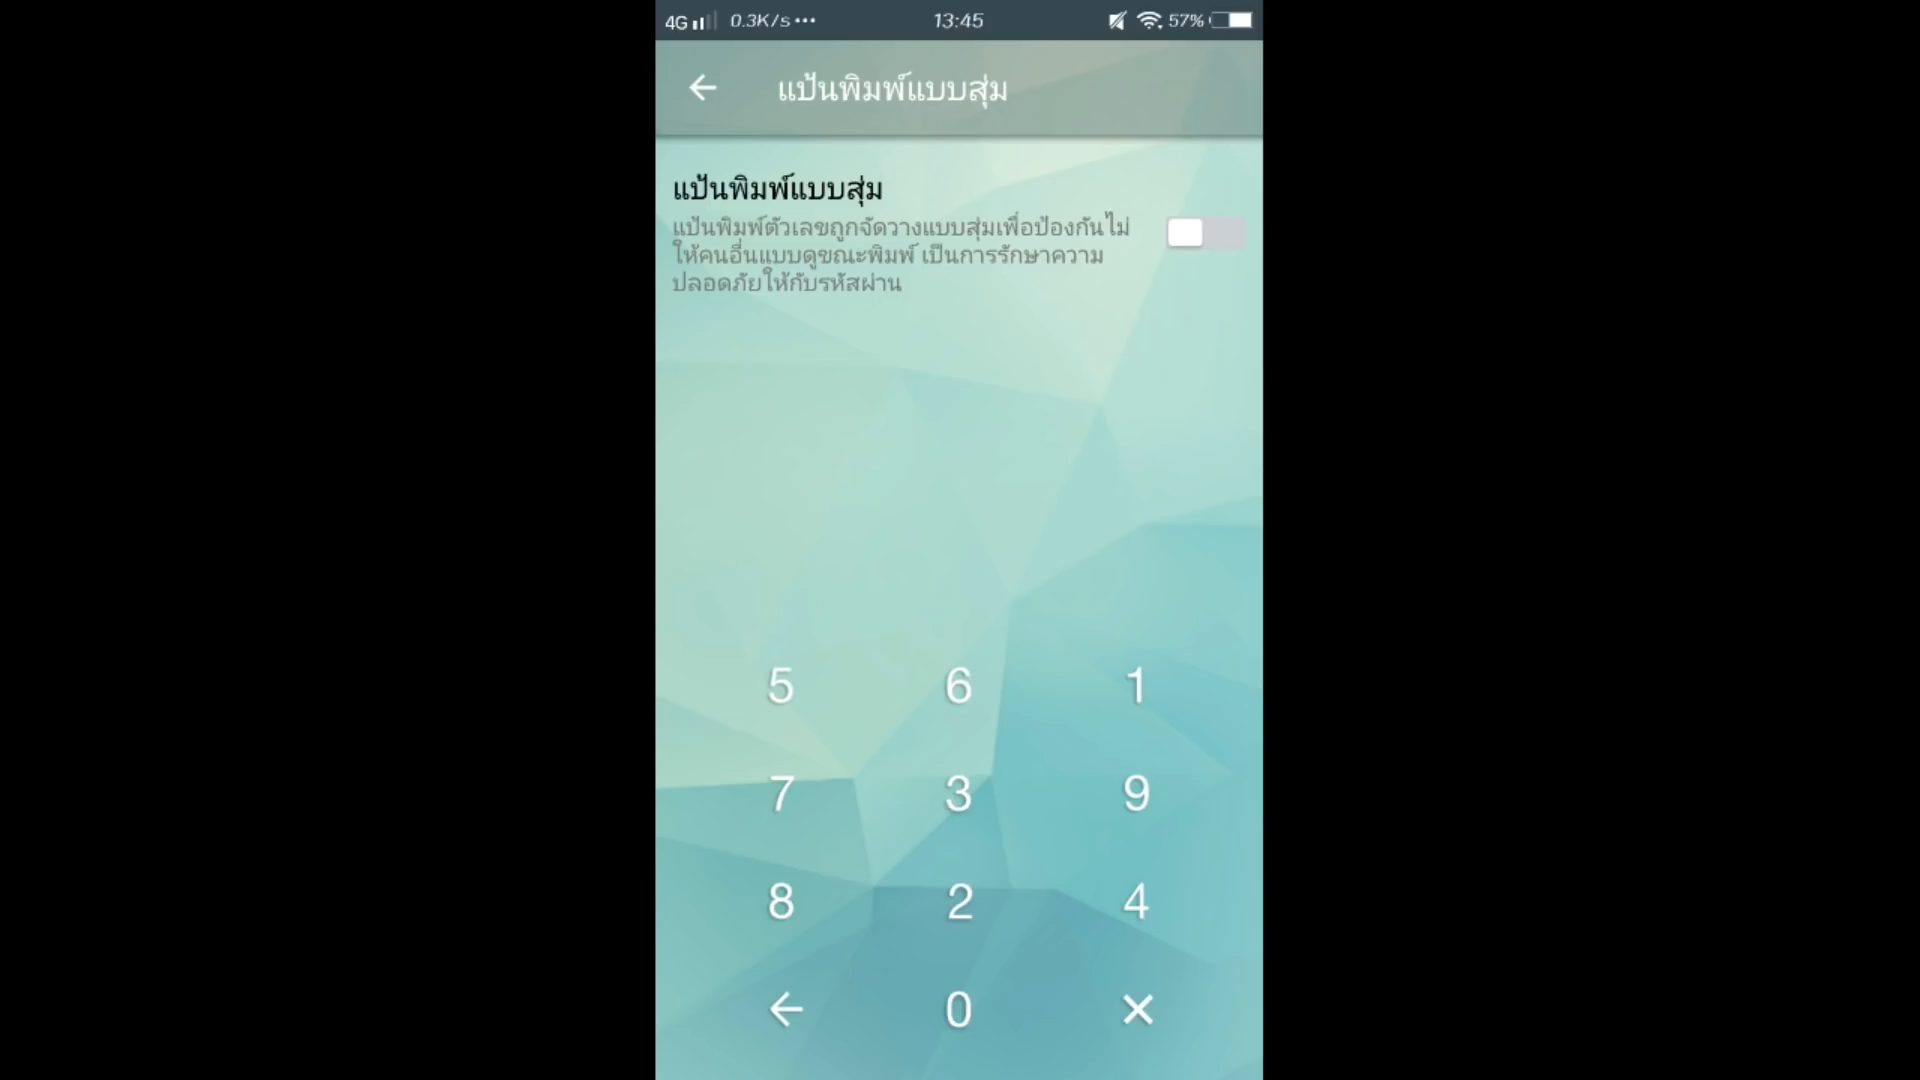 4G 0.3K/s ••• 13:45 57%
แป้นพิมพ์แบบสุ่ม
แป้นพิมพ์แบบสุ่ม
แป้นพิมพ์ตัวเลขถูกจัดวางแบบสุ่มเพื่อป้องกันไม่
ให้คนอื่นแบบดูขณะพิมพ์ เป็นการรักษาความ
ปลอดภัยให้กับรหัสผ่าน
5 6 1
7 3 9
8 2 4
← 0 ×